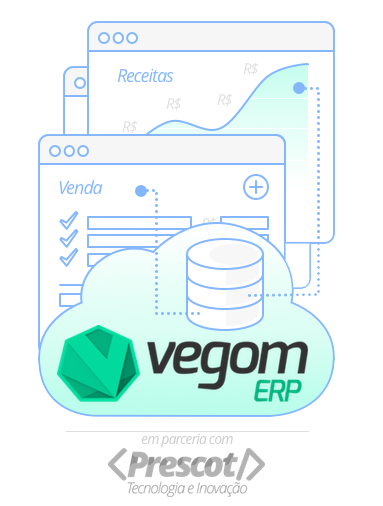 Receitas
R$
R$
R$
R$
Venda
R$
vegom
ERP
em parceria com
<Prescot/>
Tecnologia e Inovação